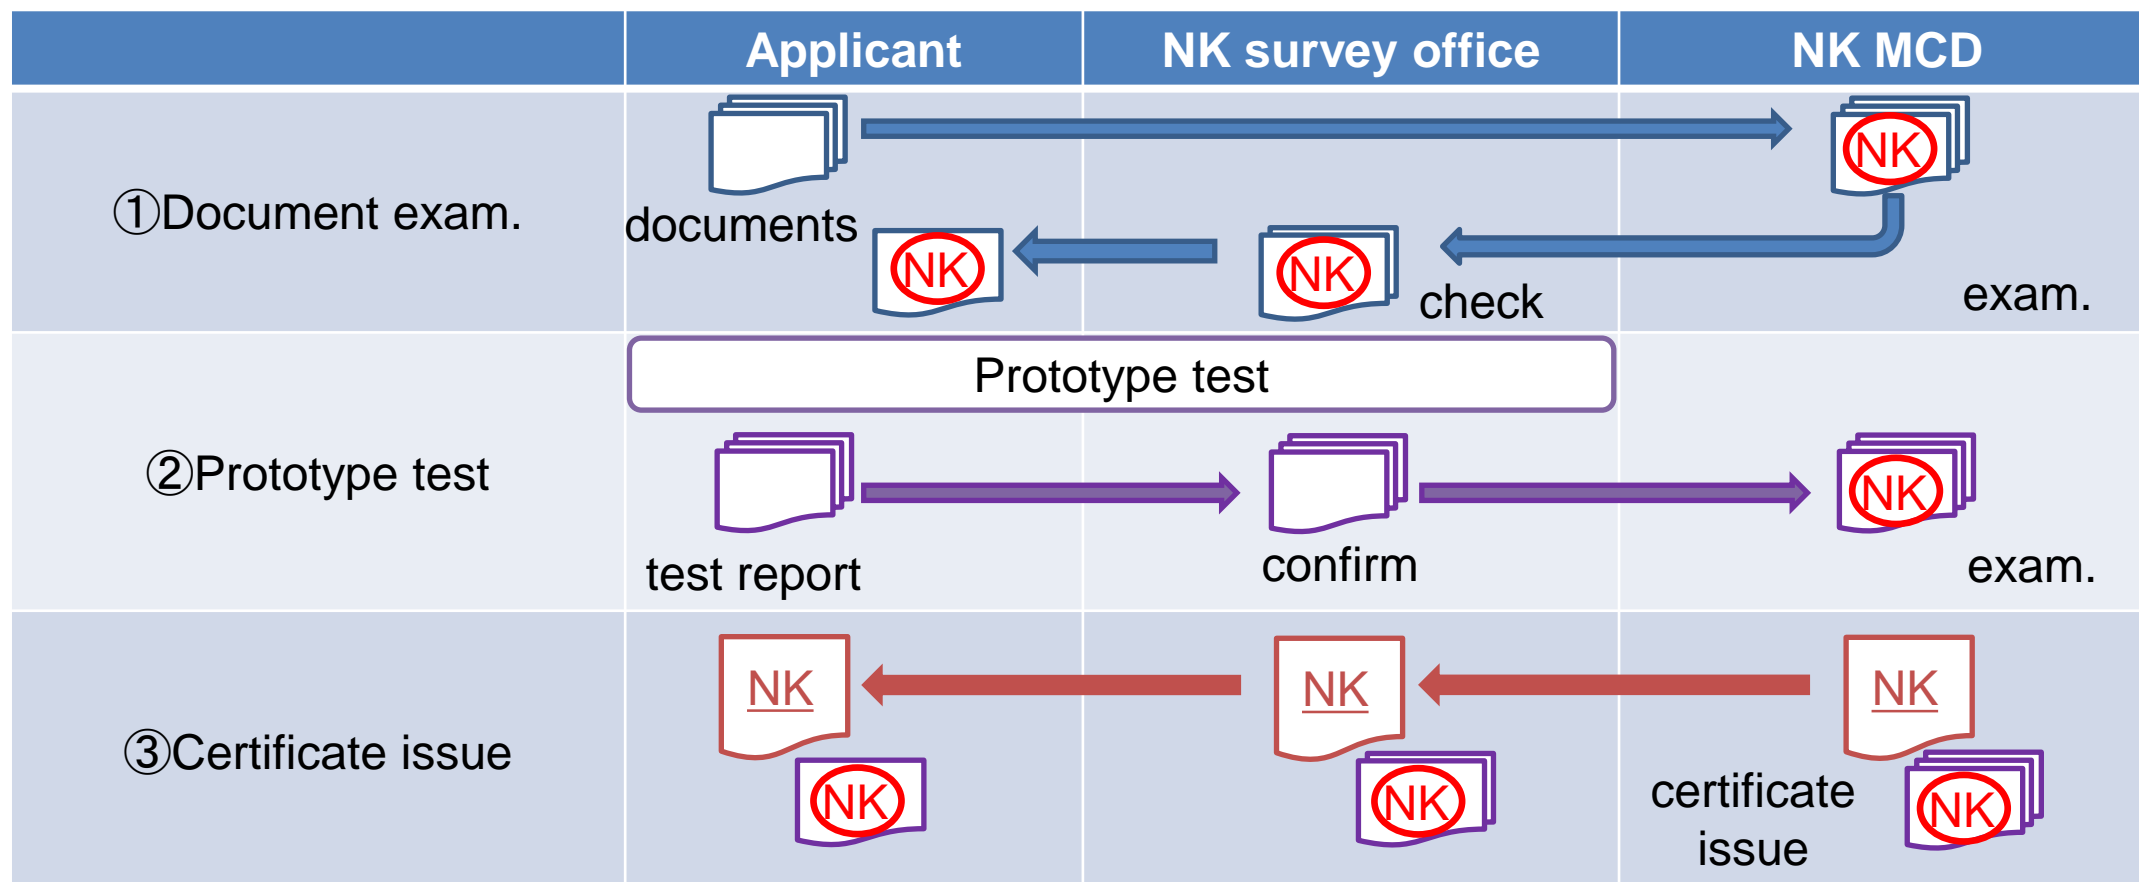 Applicant NK survey office NK MCD
①Document exam.
documents
NK
NK
NK
check
exam.
Prototype test
②Prototype test
NK
test report
confirm
exam.
③Certificate issue
NK
NK
NK
NK
NK
certificate
issue
NK